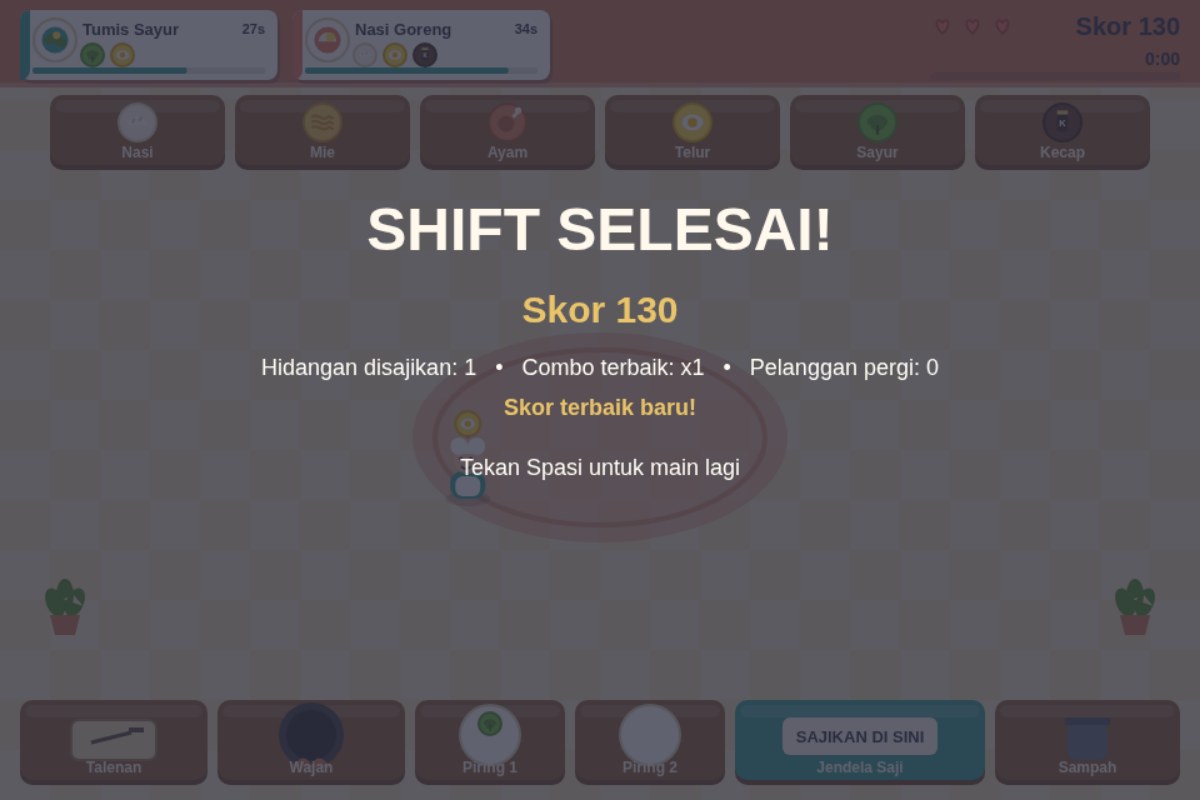 Tumis Sayur 27s
Nasi Goreng 34s
Skor 130
0:00
Nasi
Mie
Ayam
Telur
Sayur
K
Kecap
SHIFT SELESAI!
Skor 130
Hidangan disajikan: 1 • Combo terbaik: x1 • Pelanggan pergi: 0
Skor terbaik baru!
Tekan Spasi untuk main lagi
Talenan
Wajan
Piring 1
Piring 2
SAJIKAN DI SINI
Jendela Saji
Sampah